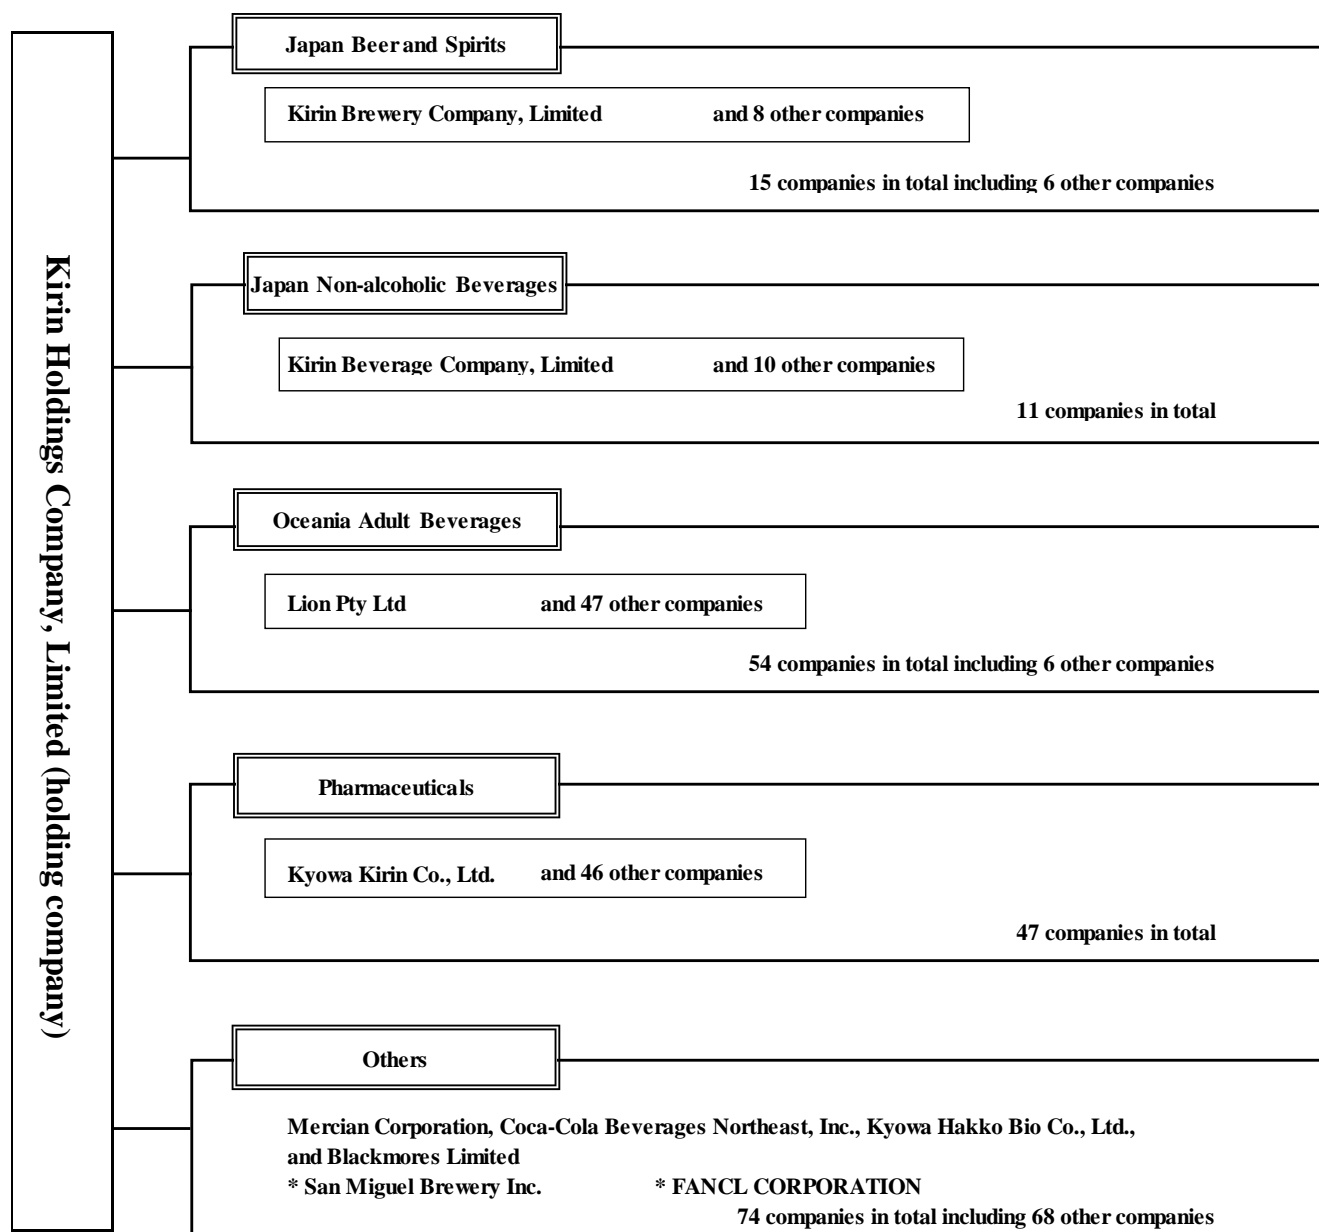 Kirin Holdings Company, Limited (holding company)
Japan Beer and Spirits
Kirin Brewery Company, Limited and 8 other companies
15 companies in total including 6 other companies
Japan Non-alcoholic Beverages
Kirin Beverage Company, Limited and 10 other companies
11 companies in total
Oceania Adult Beverages
Lion Pty Ltd and 47 other companies
54 companies in total including 6 other companies
Pharmaceuticals
Kyowa Kirin Co., Ltd. and 46 other companies
47 companies in total
Others
Mercian Corporation, Coca-Cola Beverages Northeast, Inc., Kyowa Hakko Bio Co., Ltd.,
and Blackmores Limited
* San Miguel Brewery Inc. * FANCL CORPORATION
74 companies in total including 68 other companies